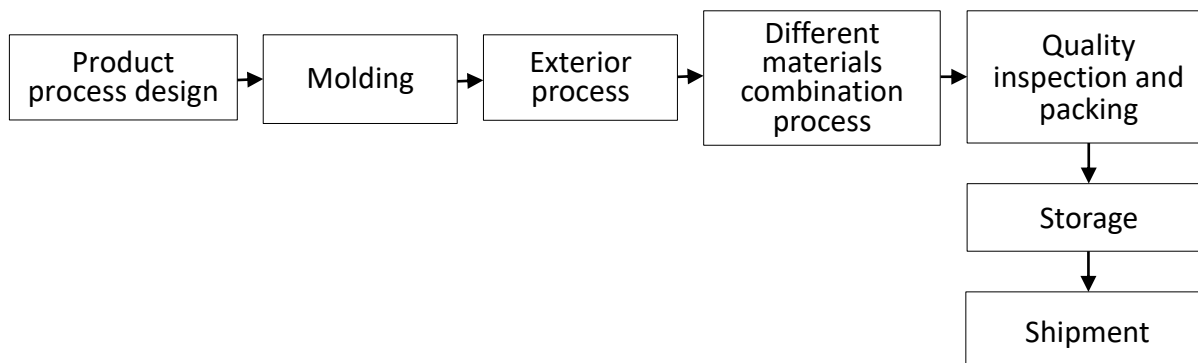 Product
process design
Molding
Exterior
process
Different
materials
combination
process
Quality
inspection and
packing
Storage
Shipment